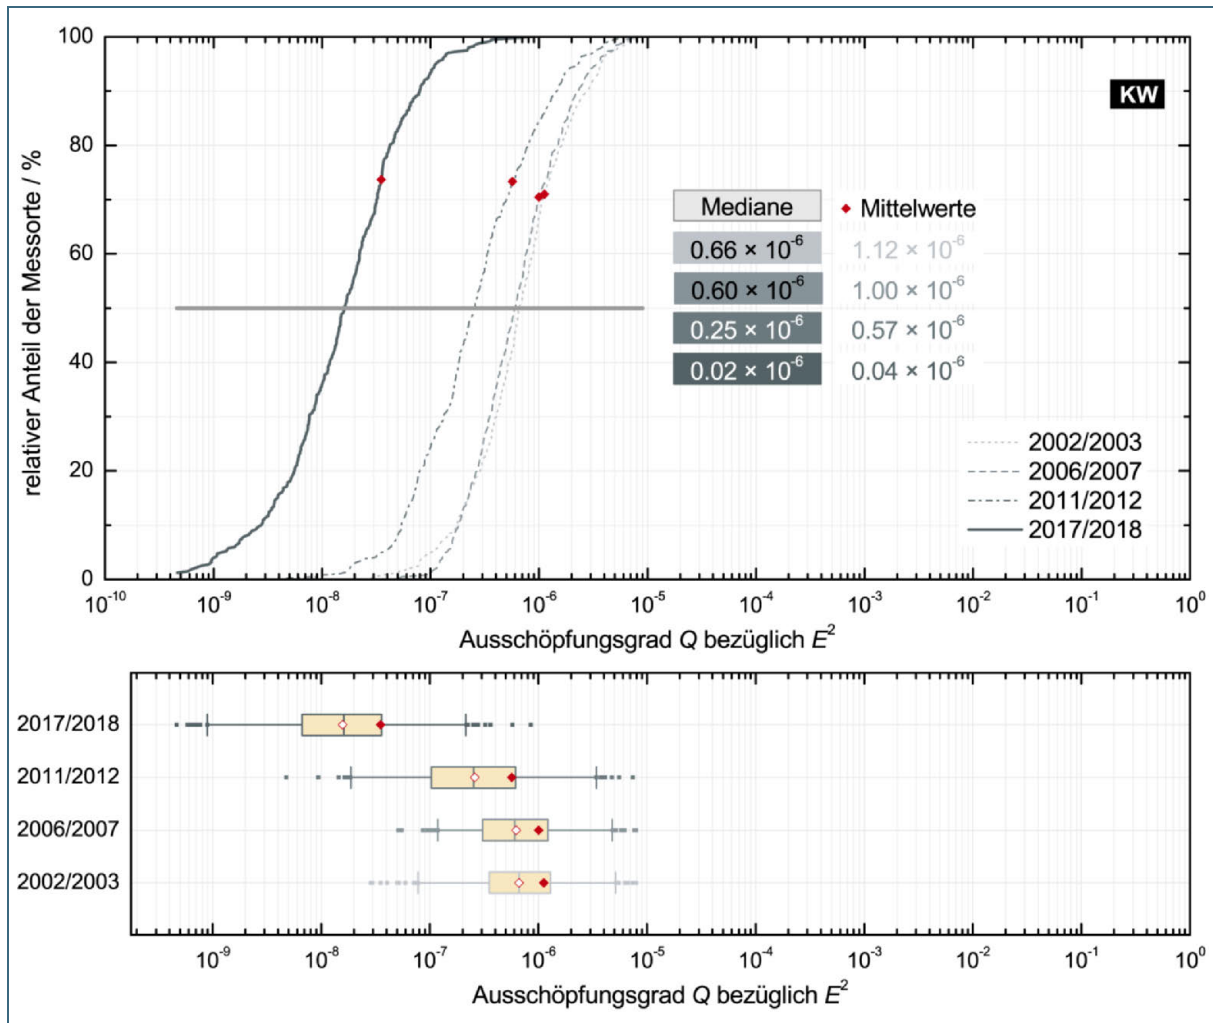 100
80
60
40
20
0
relativer Anteil der Messorte / %
KW
Mediane
Mittelwerte
0.66 × 10⁻⁶ 1.12 × 10⁻⁶
0.60 × 10⁻⁶ 1.00 × 10⁻⁶
0.25 × 10⁻⁶ 0.57 × 10⁻⁶
0.02 × 10⁻⁶ 0.04 × 10⁻⁶
2002/2003
2006/2007
2011/2012
2017/2018
10⁻¹⁰ 10⁻⁹ 10⁻⁸ 10⁻⁷ 10⁻⁶ 10⁻⁵ 10⁻⁴ 10⁻³ 10⁻² 10⁻¹ 10⁰
Ausschöpfungsgrad Q bezüglich E²
2017/2018
2011/2012
2006/2007
2002/2003
10⁻⁹ 10⁻⁸ 10⁻⁷ 10⁻⁶ 10⁻⁵ 10⁻⁴ 10⁻³ 10⁻² 10⁻¹ 10⁰
Ausschöpfungsgrad Q bezüglich E²